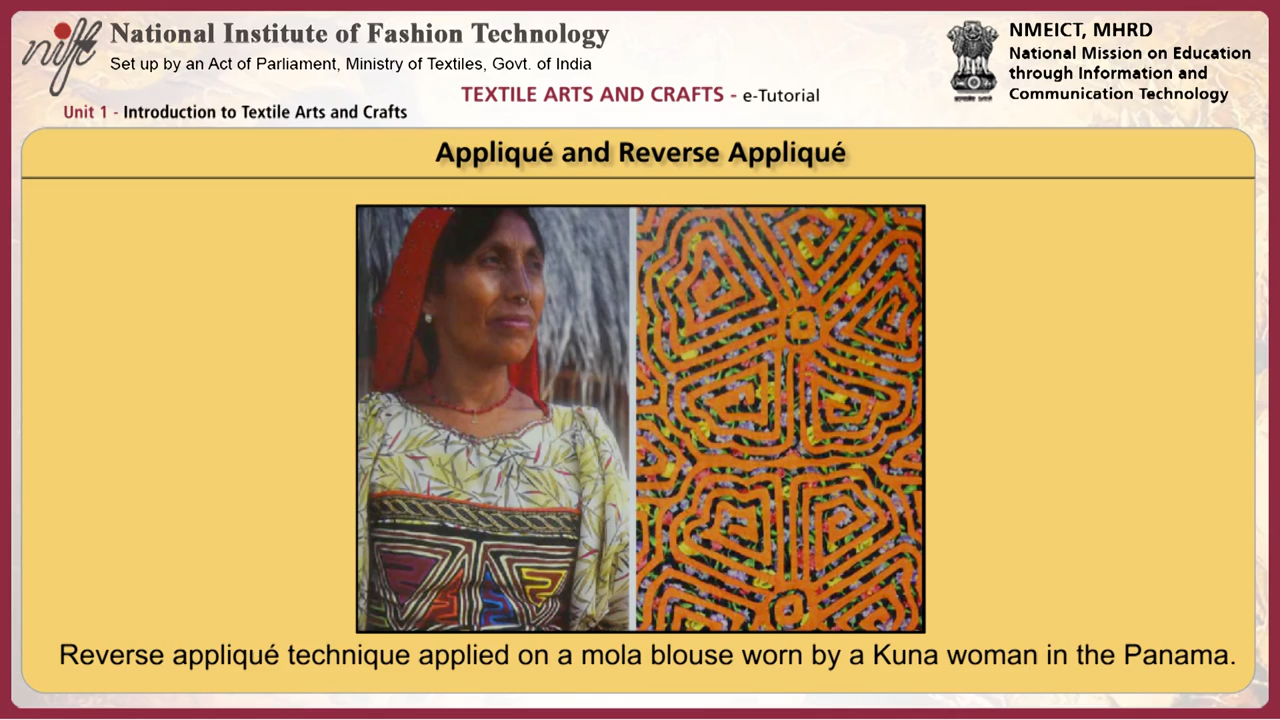 nift
National Institute of Fashion Technology
Set up by an Act of Parliament, Ministry of Textiles, Govt. of India
NMEICT, MHRD
National Mission on Education
through Information and
Communication Technology
TEXTILE ARTS AND CRAFTS - e-Tutorial
Unit 1 - Introduction to Textile Arts and Crafts
Appliqué and Reverse Appliqué
Reverse appliqué technique applied on a mola blouse worn by a Kuna woman in the Panama.